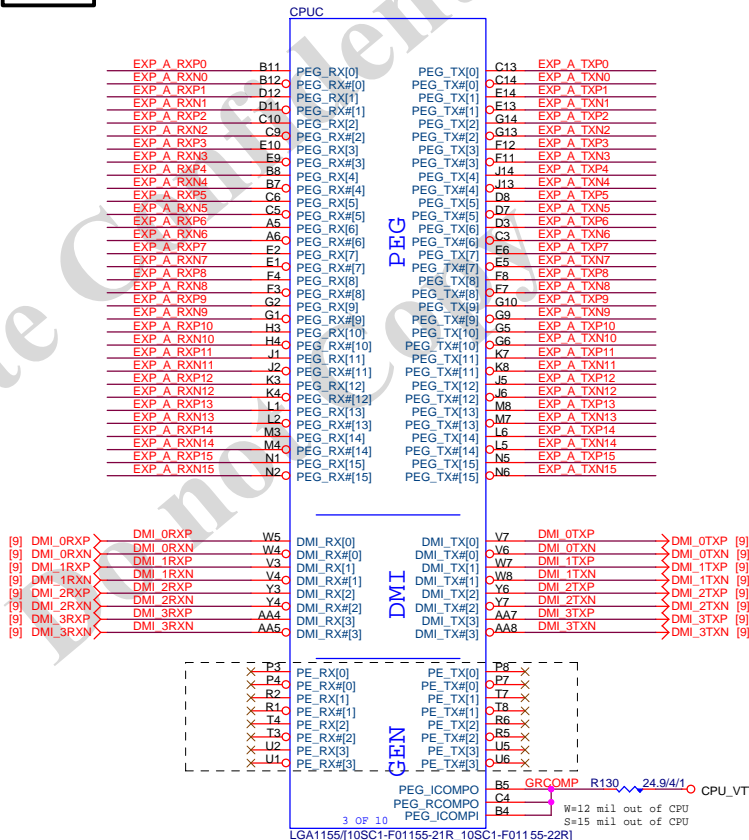 CPUC
EXP_A_RXP0 B11 PEG_RX[0] PEG_TX[0] C13 EXP_A_TXP0
EXP_A_RXN0 B12 PEG_RX#[0] PEG_TX#[0] C14 EXP_A_TXN0
EXP_A_RXP1 D12 PEG_RX[1] PEG_TX[1] E14 EXP_A_TXP1
EXP_A_RXN1 D11 PEG_RX#[1] PEG_TX#[1] E13 EXP_A_TXN1
EXP_A_RXP2 C10 PEG_RX[2] PEG_TX[2] G14 EXP_A_TXP2
EXP_A_RXN2 C9 PEG_RX#[2] PEG_TX#[2] G13 EXP_A_TXN2
EXP_A_RXP3 E10 PEG_RX[3] PEG_TX[3] F12 EXP_A_TXP3
EXP_A_RXN3 E9 PEG_RX#[3] PEG_TX#[3] F11 EXP_A_TXN3
EXP_A_RXP4 B8 PEG_RX[4] PEG_TX[4] J14 EXP_A_TXP4
EXP_A_RXN4 B7 PEG_RX#[4] PEG_TX#[4] J13 EXP_A_TXN4
EXP_A_RXP5 C6 PEG_RX[5] PEG_TX[5] D8 EXP_A_TXP5
EXP_A_RXN5 C5 PEG_RX#[5] PEG_TX#[5] D7 EXP_A_TXN5
EXP_A_RXP6 A5 PEG_RX[6] PEG_TX[6] D3 EXP_A_TXP6
EXP_A_RXN6 A6 PEG_RX#[6] PEG_TX#[6] C3 EXP_A_TXN6
PEG
EXP_A_RXP7 E2 PEG_RX[7] PEG_TX[7] E6 EXP_A_TXP7
EXP_A_RXN7 E1 PEG_RX#[7] PEG_TX#[7] E5 EXP_A_TXN7
EXP_A_RXP8 F4 PEG_RX[8] PEG_TX[8] F8 EXP_A_TXP8
EXP_A_RXN8 F3 PEG_RX#[8] PEG_TX#[8] F7 EXP_A_TXN8
EXP_A_RXP9 G2 PEG_RX[9] PEG_TX[9] G10 EXP_A_TXP9
EXP_A_RXN9 G1 PEG_RX#[9] PEG_TX#[9] G9 EXP_A_TXN9
EXP_A_RXP10 H3 PEG_RX[10] PEG_TX[10] G5 EXP_A_TXP10
EXP_A_RXN10 H4 PEG_RX#[10] PEG_TX#[10] G6 EXP_A_TXN10
EXP_A_RXP11 J1 PEG_RX[11] PEG_TX[11] K7 EXP_A_TXP11
EXP_A_RXN11 J2 PEG_RX#[11] PEG_TX#[11] K8 EXP_A_TXN11
EXP_A_RXP12 K3 PEG_RX[12] PEG_TX[12] J5 EXP_A_TXP12
EXP_A_RXN12 K4 PEG_RX#[12] PEG_TX#[12] J6 EXP_A_TXN12
EXP_A_RXP13 L1 PEG_RX[13] PEG_TX[13] M8 EXP_A_TXP13
EXP_A_RXN13 L2 PEG_RX#[13] PEG_TX#[13] M7 EXP_A_TXN13
EXP_A_RXP14 M3 PEG_RX[14] PEG_TX[14] L6 EXP_A_TXP14
EXP_A_RXN14 M4 PEG_RX#[14] PEG_TX#[14] L5 EXP_A_TXN14
EXP_A_RXP15 N1 PEG_RX[15] PEG_TX[15] N5 EXP_A_TXP15
EXP_A_RXN15 N2 PEG_RX#[15] PEG_TX#[15] N6 EXP_A_TXN15
[9] DMI_0RXP DMI_0RXP W5 DMI_RX[0] DMI_TX[0] V7 DMI_0TXP DMI_0TXP [9]
[9] DMI_0RXN DMI_0RXN W4 DMI_RX#[0] DMI_TX#[0] V6 DMI_0TXN DMI_0TXN [9]
[9] DMI_1RXP DMI_1RXP V3 DMI_RX[1] DMI_TX[1] W7 DMI_1TXP DMI_1TXP [9]
[9] DMI_1RXN DMI_1RXN V4 DMI_RX#[1] DMI_TX#[1] W8 DMI_1TXN DMI_1TXN [9]
DMI
[9] DMI_2RXP DMI_2RXP Y3 DMI_RX[2] DMI_TX[2] Y6 DMI_2TXP DMI_2TXP [9]
[9] DMI_2RXN DMI_2RXN Y4 DMI_RX#[2] DMI_TX#[2] Y7 DMI_2TXN DMI_2TXN [9]
[9] DMI_3RXP DMI_3RXP AA4 DMI_RX[3] DMI_TX[3] AA7 DMI_3TXP DMI_3TXP [9]
[9] DMI_3RXN DMI_3RXN AA5 DMI_RX#[3] DMI_TX#[3] AA8 DMI_3TXN DMI_3TXN [9]
P3 PE_RX[0] PE_TX[0] P8
P4 PE_RX#[0] PE_TX#[0] P7
R2 PE_RX[1] PE_TX[1] T7
R1 PE_RX#[1] PE_TX#[1] T8
T4 PE_RX[2] PE_TX[2] R6
T3 PE_RX#[2] PE_TX#[2] R5
U2 PE_RX[3] PE_TX[3] U5
U1 PE_RX#[3] PE_TX#[3] U6
GEN
PEG_ICOMPO B5 GRCOMP R130 24.9/4/1 CPU_VT
PEG_RCOMPO C4
PEG_ICOMPI B4
W=12 mil out of CPU
S=15 mil out of CPU
3 OF 10
LGA1155/[10SC1-F01155-21R_10SC1-F01155-22R]
Do not Copy